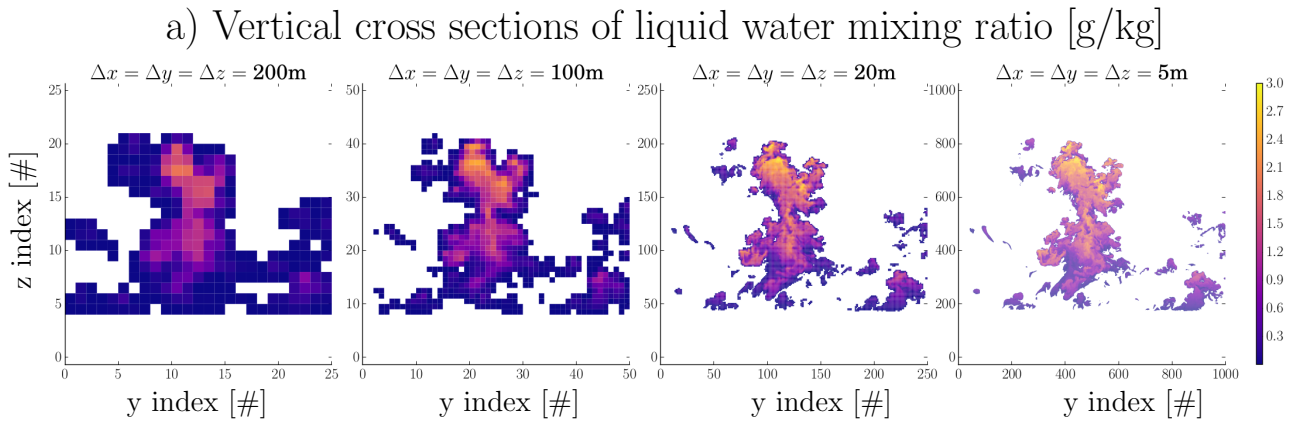 a) Vertical cross sections of liquid water mixing ratio [g/kg]
Δx = Δy = Δz = 200m
Δx = Δy = Δz = 100m
Δx = Δy = Δz = 20m
Δx = Δy = Δz = 5m
z index [#]
25
20
15
10
5
0
0 5 10 12 20 25
y index [#]
50
40
30
20
10
0
0 10 20 30 40 50
y index [#]
250
200
150
100
50
0
0 50 100 150 200 250
y index [#]
1000
800
600
400
200
0
0 200 400 600 800 1000
y index [#]
3.0
2.7
2.4
2.1
1.8
1.5
1.2
0.9
0.6
0.3